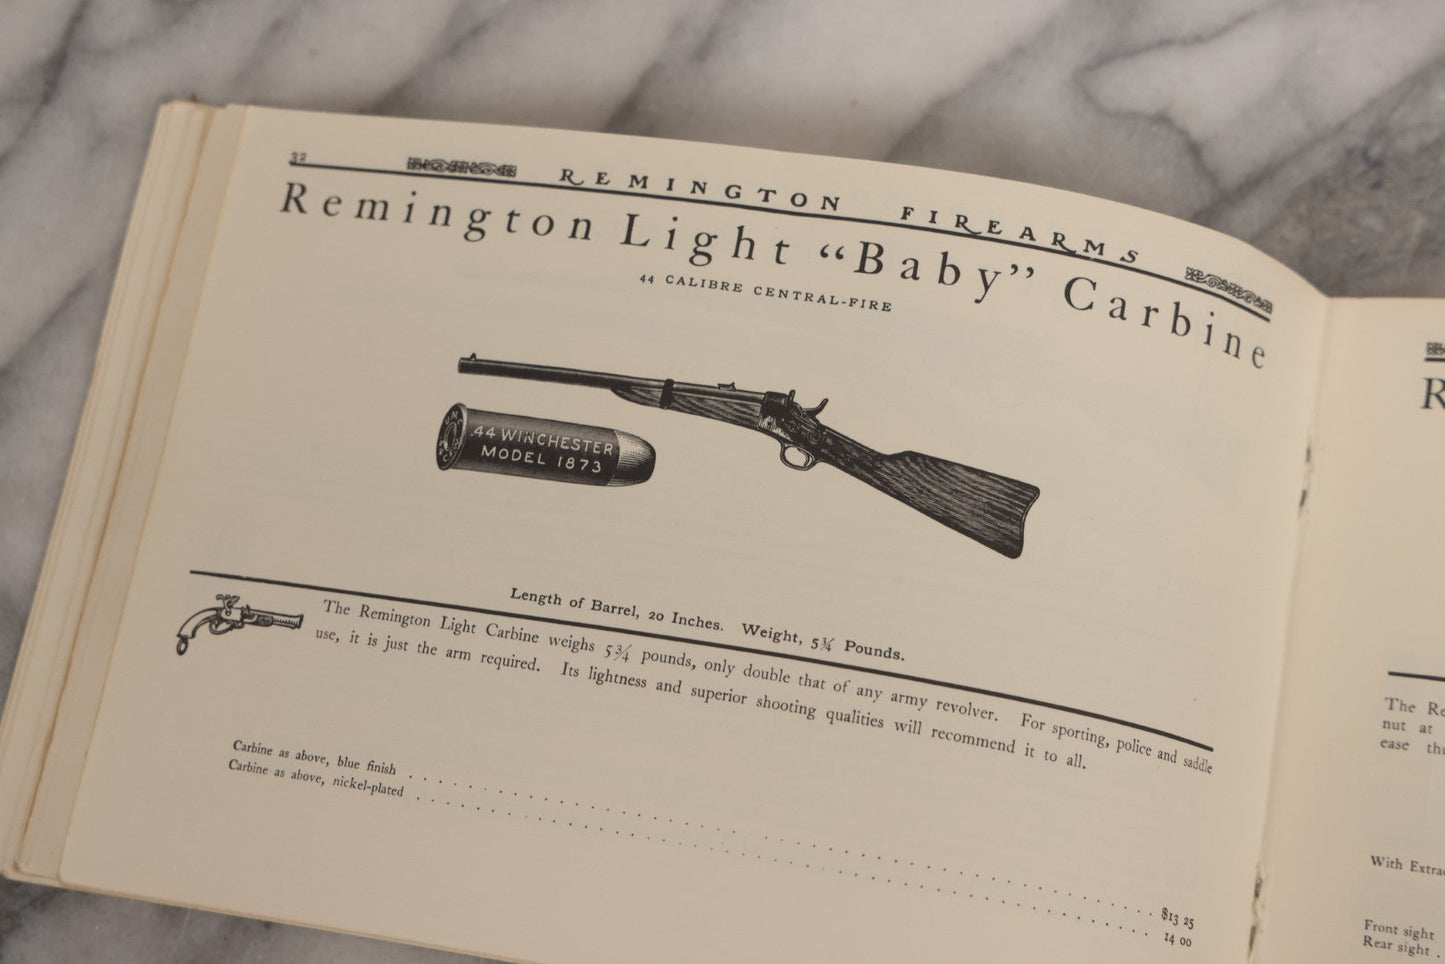 32
REMINGTON FIREARMS
Remington Light “Baby” Carbine
44 CALIBRE CENTRAL-FIRE
.44 WINCHESTER
MODEL 1873
Length of Barrel, 20 Inches. Weight, 5¾ Pounds.
The Remington Light Carbine weighs 5¾ pounds, only double that of any army revolver. For sporting, police and saddle
use, it is just the arm required. Its lightness and superior shooting qualities will recommend it to all.
Carbine as above, blue finish . . . . . . . . . . . . . . . . . . . . . . . . . . . . . . . . . . . . . . . . $13 25
Carbine as above, nickel-plated . . . . . . . . . . . . . . . . . . . . . . . . . . . . . . . . . . . . . . . . 14 00
R
The Re
nut at
ease thu
With Extra
Front sight
Rear sight .